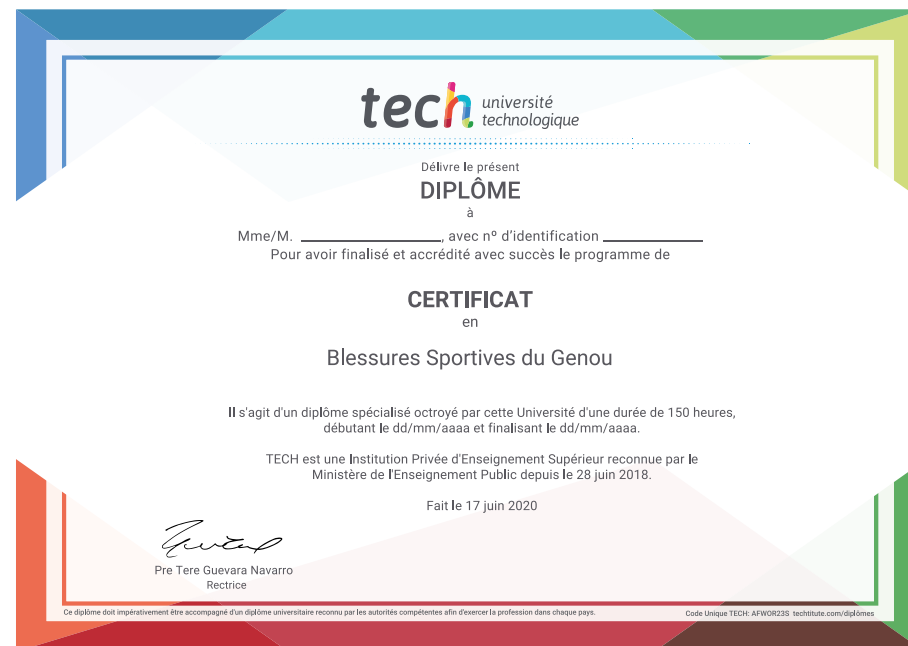 tech université
technologique
Délivre le présent
DIPLÔME
à
Mme/M. ____________________, avec nº d'identification ______________
Pour avoir finalisé et accrédité avec succès le programme de
CERTIFICAT
en
Blessures Sportives du Genou
Il s'agit d'un diplôme spécialisé octroyé par cette Université d'une durée de 150 heures,
débutant le dd/mm/aaaa et finalisant le dd/mm/aaaa.
TECH est une Institution Privée d'Enseignement Supérieur reconnue par le
Ministère de l'Enseignement Public depuis le 28 juin 2018.
Fait le 17 juin 2020
Pre Tere Guevara Navarro
Rectrice
Ce diplôme doit impérativement être accompagné d'un diplôme universitaire reconnu par les autorités compétentes afin d'exercer la profession dans chaque pays.
Code Unique TECH: AFWOR23S techtitute.com/diplômes